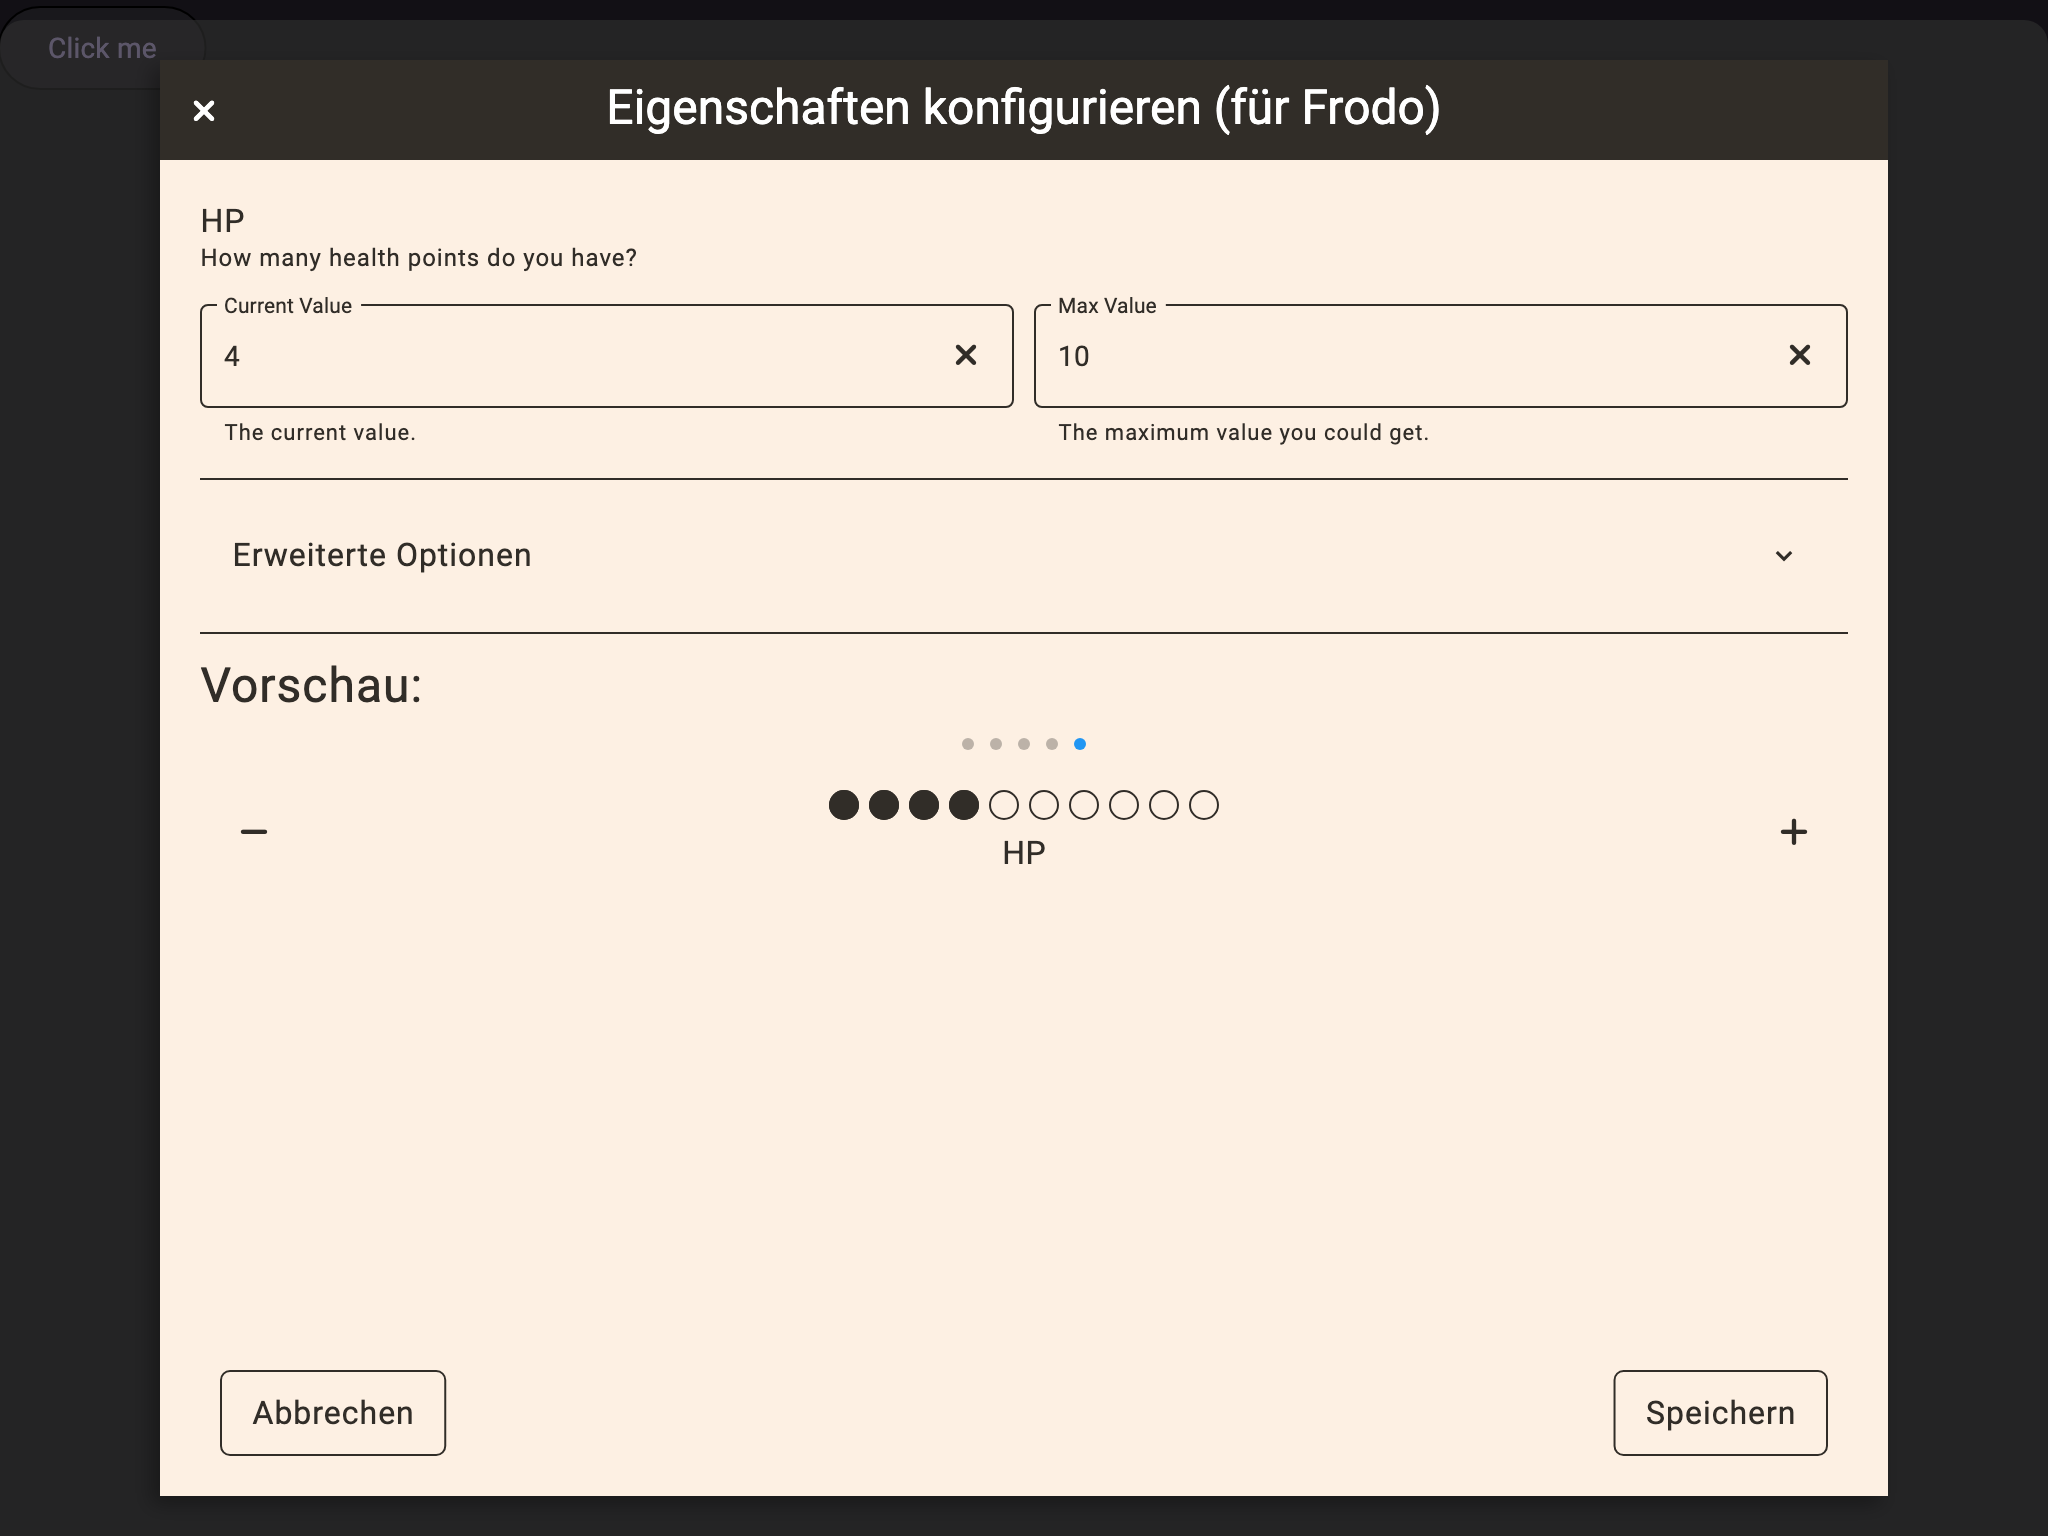 Click me
Eigenschaften konfigurieren (für Frodo)
HP
How many health points do you have?
Current Value
Max Value
4
10
The current value.
The maximum value you could get.
Erweiterte Optionen
Vorschau:
HP
Abbrechen
Speichern